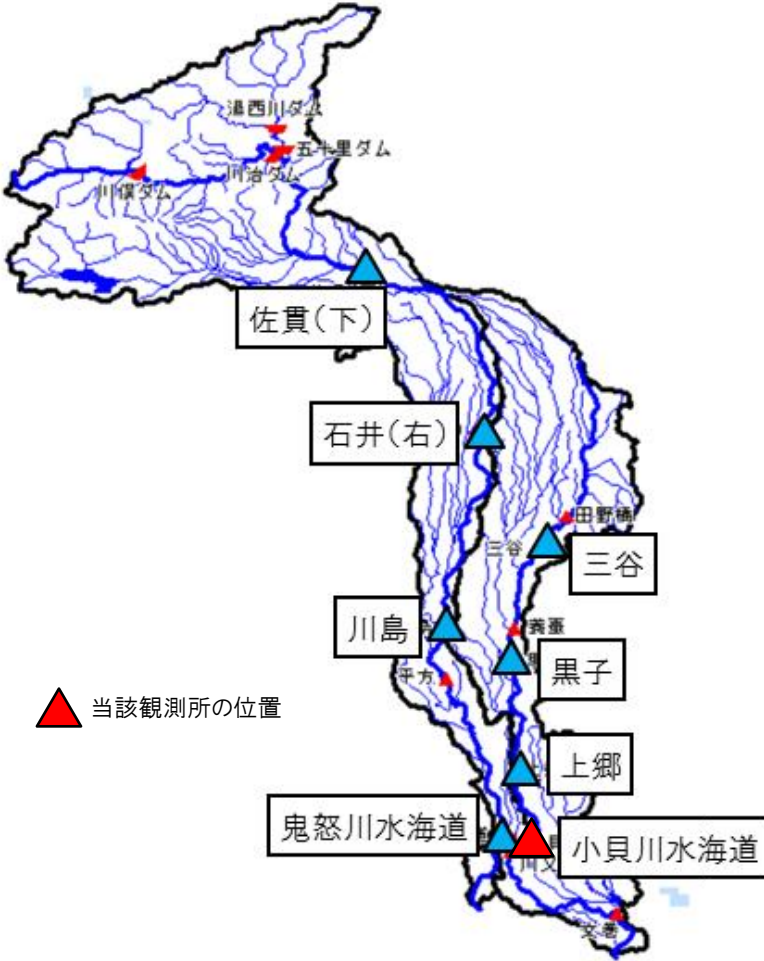 湯西川ダム
五十里ダム
川治ダム
川俣ダム
佐貫(下)
石井(右)
田野橋
三谷
三谷
川島
黒子
平方
当該観測所の位置
上郷
鬼怒川水海道
小貝川水海道
文巻